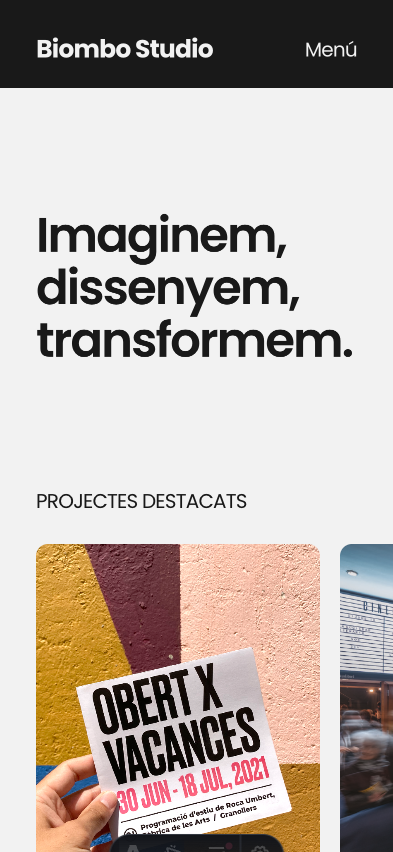 Biombo Studio
Menú
Imaginem,
dissenyem,
transformem.
PROJECTES DESTACATS
OBERT X
VACANCES
30 JUN - 18 JUL, 2021
Programació d'estiu de Roca Umbert,
Fàbrica de les Arts / Granollers